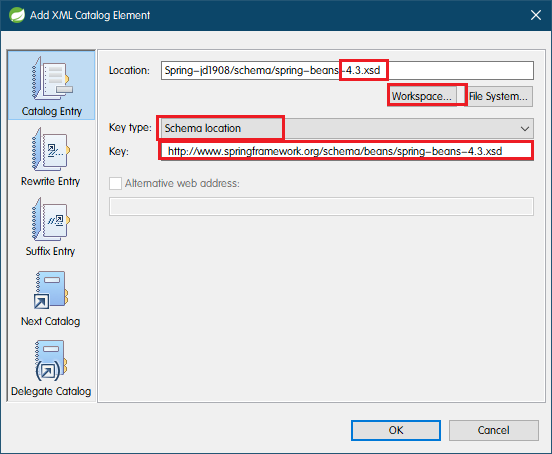 Add XML Catalog Element
Catalog Entry
Rewrite Entry
Suffix Entry
Next Catalog
Delegate Catalog
Location: Spring-jd1908/schema/spring-beans-4.3.xsd
Workspace... File System...
Key type: Schema location
Key: http://www.springframework.org/schema/beans/spring-beans-4.3.xsd
Alternative web address:
OK Cancel